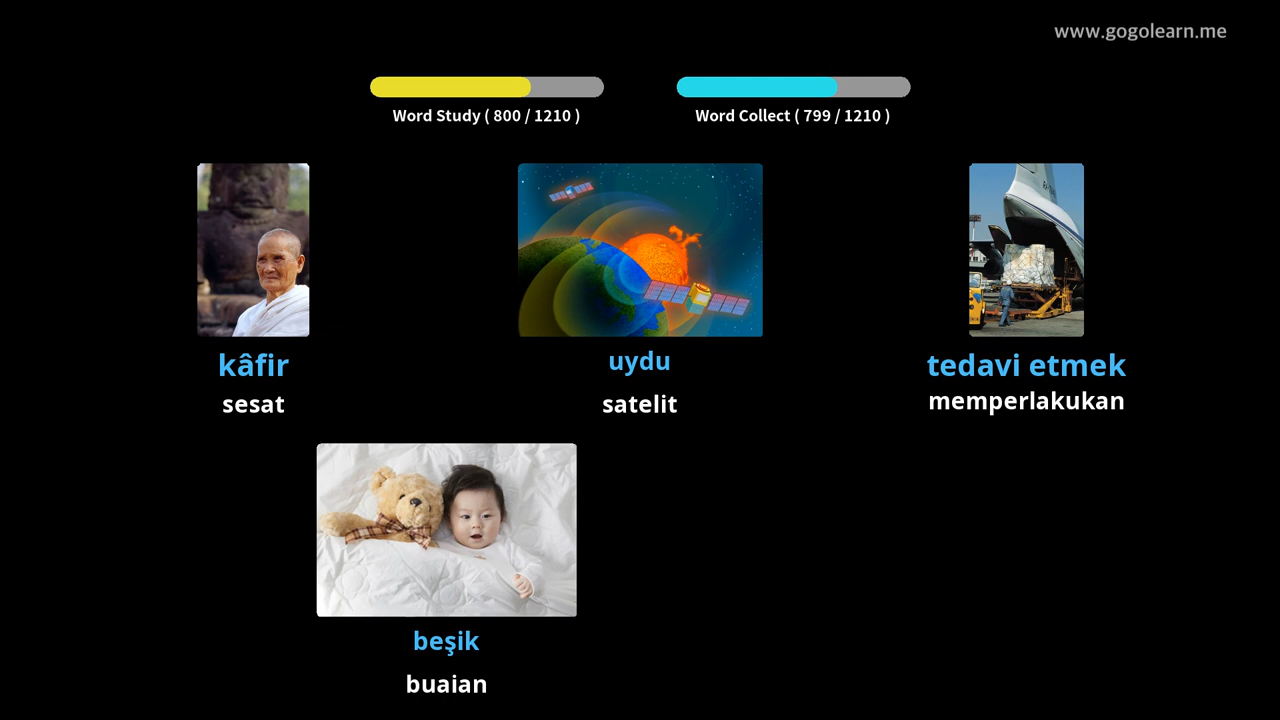 www.gogolearn.me
Word Study ( 800 / 1210 )
Word Collect ( 799 / 1210 )
kâfir
sesat
uydu
satelit
tedavi etmek
memperlakukan
beşik
buaian